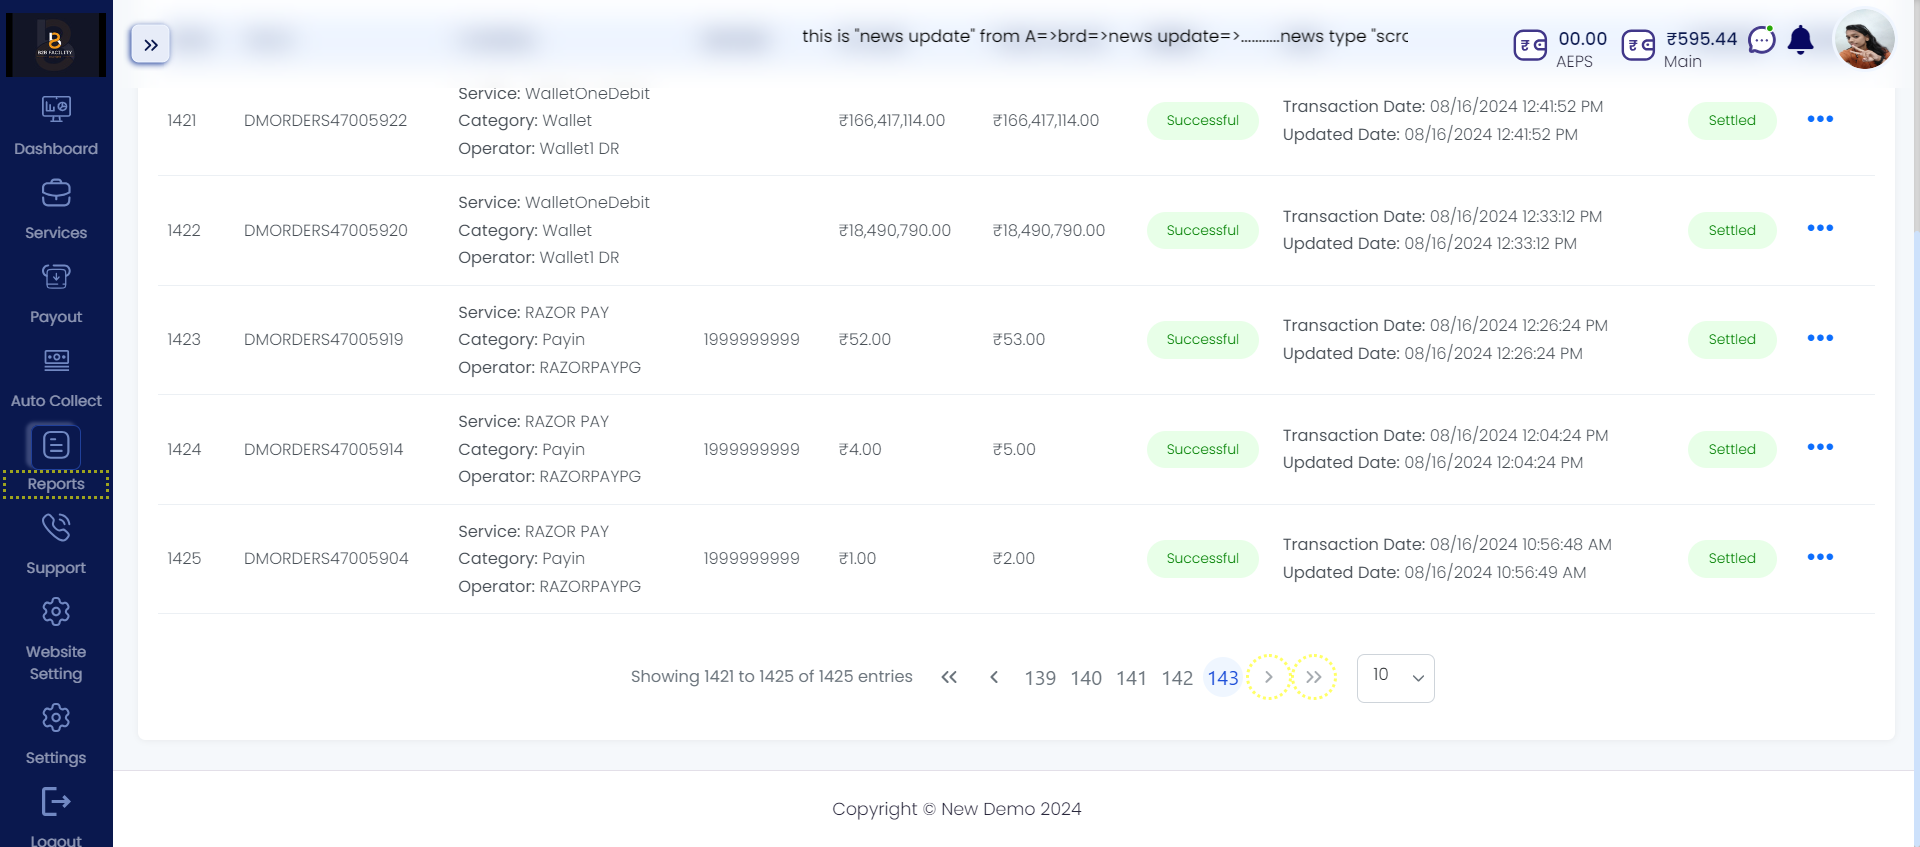 B2B FACILITY
this is "news update" from A=>brd=>news update=>...........news type "scrc
₹ 00.00
AEPS
₹ ₹595.44
Main
Dashboard
Services
Payout
Auto Collect
Reports
Support
Website
Setting
Settings
Logout
Service: WalletOneDebit
1421 DMORDERS47005922 Category: Wallet ₹166,417,114.00 ₹166,417,114.00 Successful Transaction Date: 08/16/2024 12:41:52 PM Settled
Updated Date: 08/16/2024 12:41:52 PM
Operator: Wallet1 DR
Service: WalletOneDebit
1422 DMORDERS47005920 Category: Wallet ₹18,490,790.00 ₹18,490,790.00 Successful Transaction Date: 08/16/2024 12:33:12 PM Settled
Updated Date: 08/16/2024 12:33:12 PM
Operator: Wallet1 DR
Service: RAZOR PAY
1423 DMORDERS47005919 Category: Payin 1999999999 ₹52.00 ₹53.00 Successful Transaction Date: 08/16/2024 12:26:24 PM Settled
Updated Date: 08/16/2024 12:26:24 PM
Operator: RAZORPAYPG
Service: RAZOR PAY
1424 DMORDERS47005914 Category: Payin 1999999999 ₹4.00 ₹5.00 Successful Transaction Date: 08/16/2024 12:04:24 PM Settled
Updated Date: 08/16/2024 12:04:24 PM
Operator: RAZORPAYPG
Service: RAZOR PAY
1425 DMORDERS47005904 Category: Payin 1999999999 ₹1.00 ₹2.00 Successful Transaction Date: 08/16/2024 10:56:48 AM Settled
Updated Date: 08/16/2024 10:56:49 AM
Operator: RAZORPAYPG
Showing 1421 to 1425 of 1425 entries « ‹ 139 140 141 142 143 › » 10
Copyright © New Demo 2024